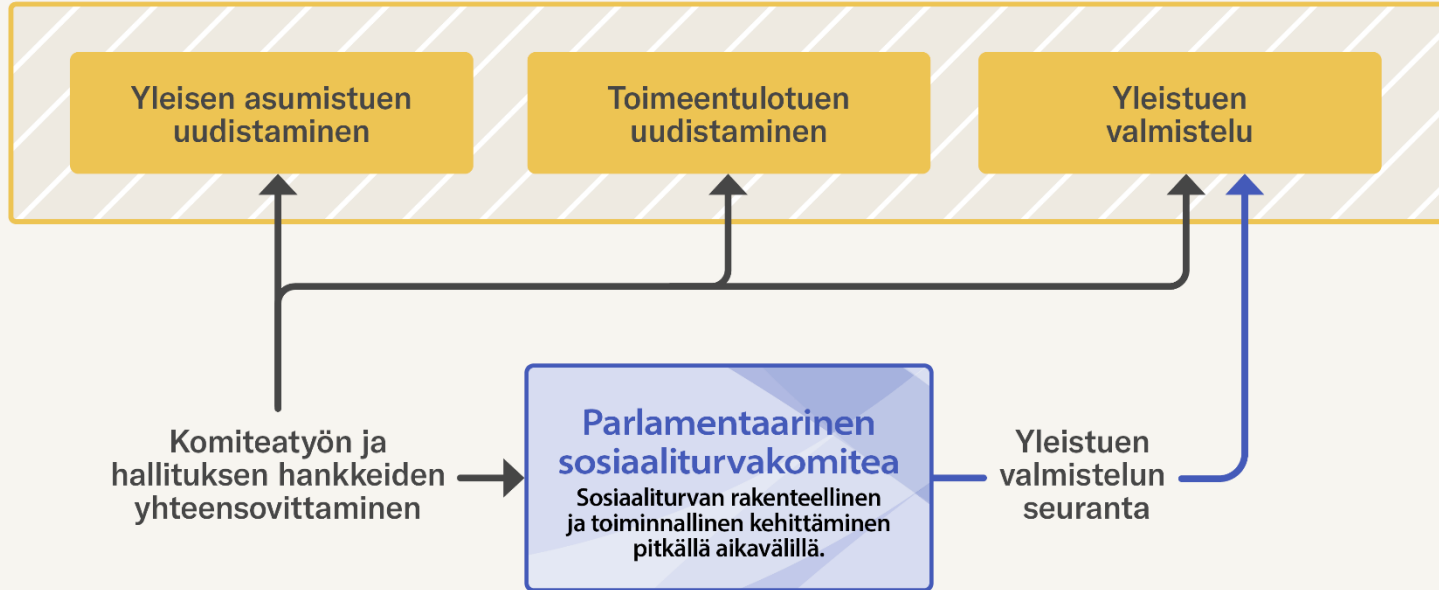 Yleisen asumistuen
uudistaminen
Toimeentulotuen
uudistaminen
Yleistuen
valmistelu
Komiteatyön ja
hallituksen hankkeiden
yhteensovittaminen
Parlamentaarinen
sosiaaliturvakomitea
Sosiaaliturvan rakenteellinen
ja toiminnallinen kehittäminen
pitkällä aikavälillä.
Yleistuen
valmistelun
seuranta